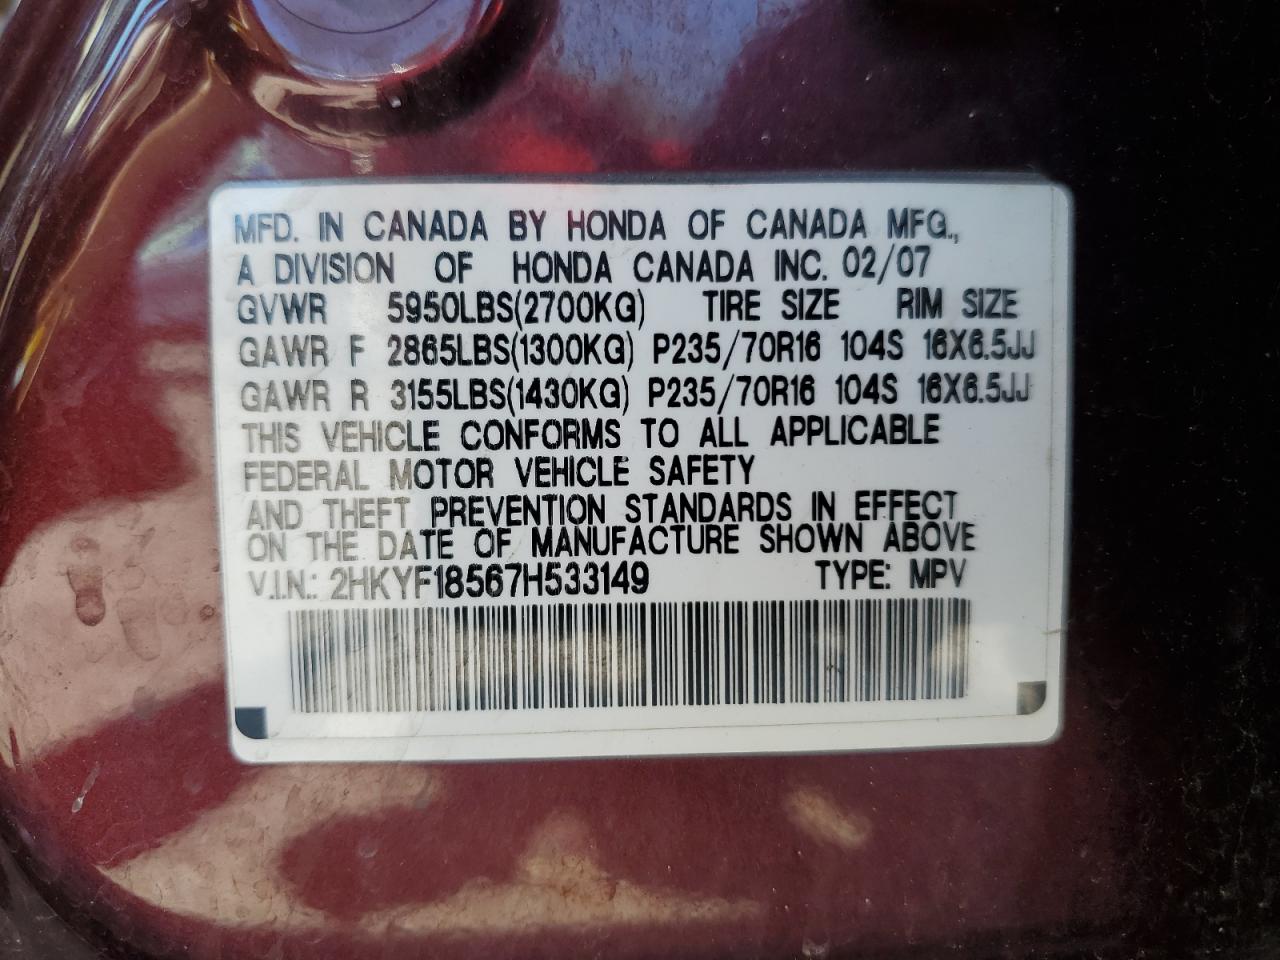 MFD. IN CANADA BY HONDA OF CANADA MFG.,
A DIVISION OF HONDA CANADA INC. 02/07
GVWR 5950LBS(2700KG) TIRE SIZE RIM SIZE
GAWR F 2865LBS(1300KG) P235/70R16 104S 16X6.5JJ
GAWR R 3155LBS(1430KG) P235/70R16 104S 16X6.5JJ
THIS VEHICLE CONFORMS TO ALL APPLICABLE
FEDERAL MOTOR VEHICLE SAFETY
AND THEFT PREVENTION STANDARDS IN EFFECT
ON THE DATE OF MANUFACTURE SHOWN ABOVE
V.I.N.: 2HKYF18567H533149 TYPE: MPV